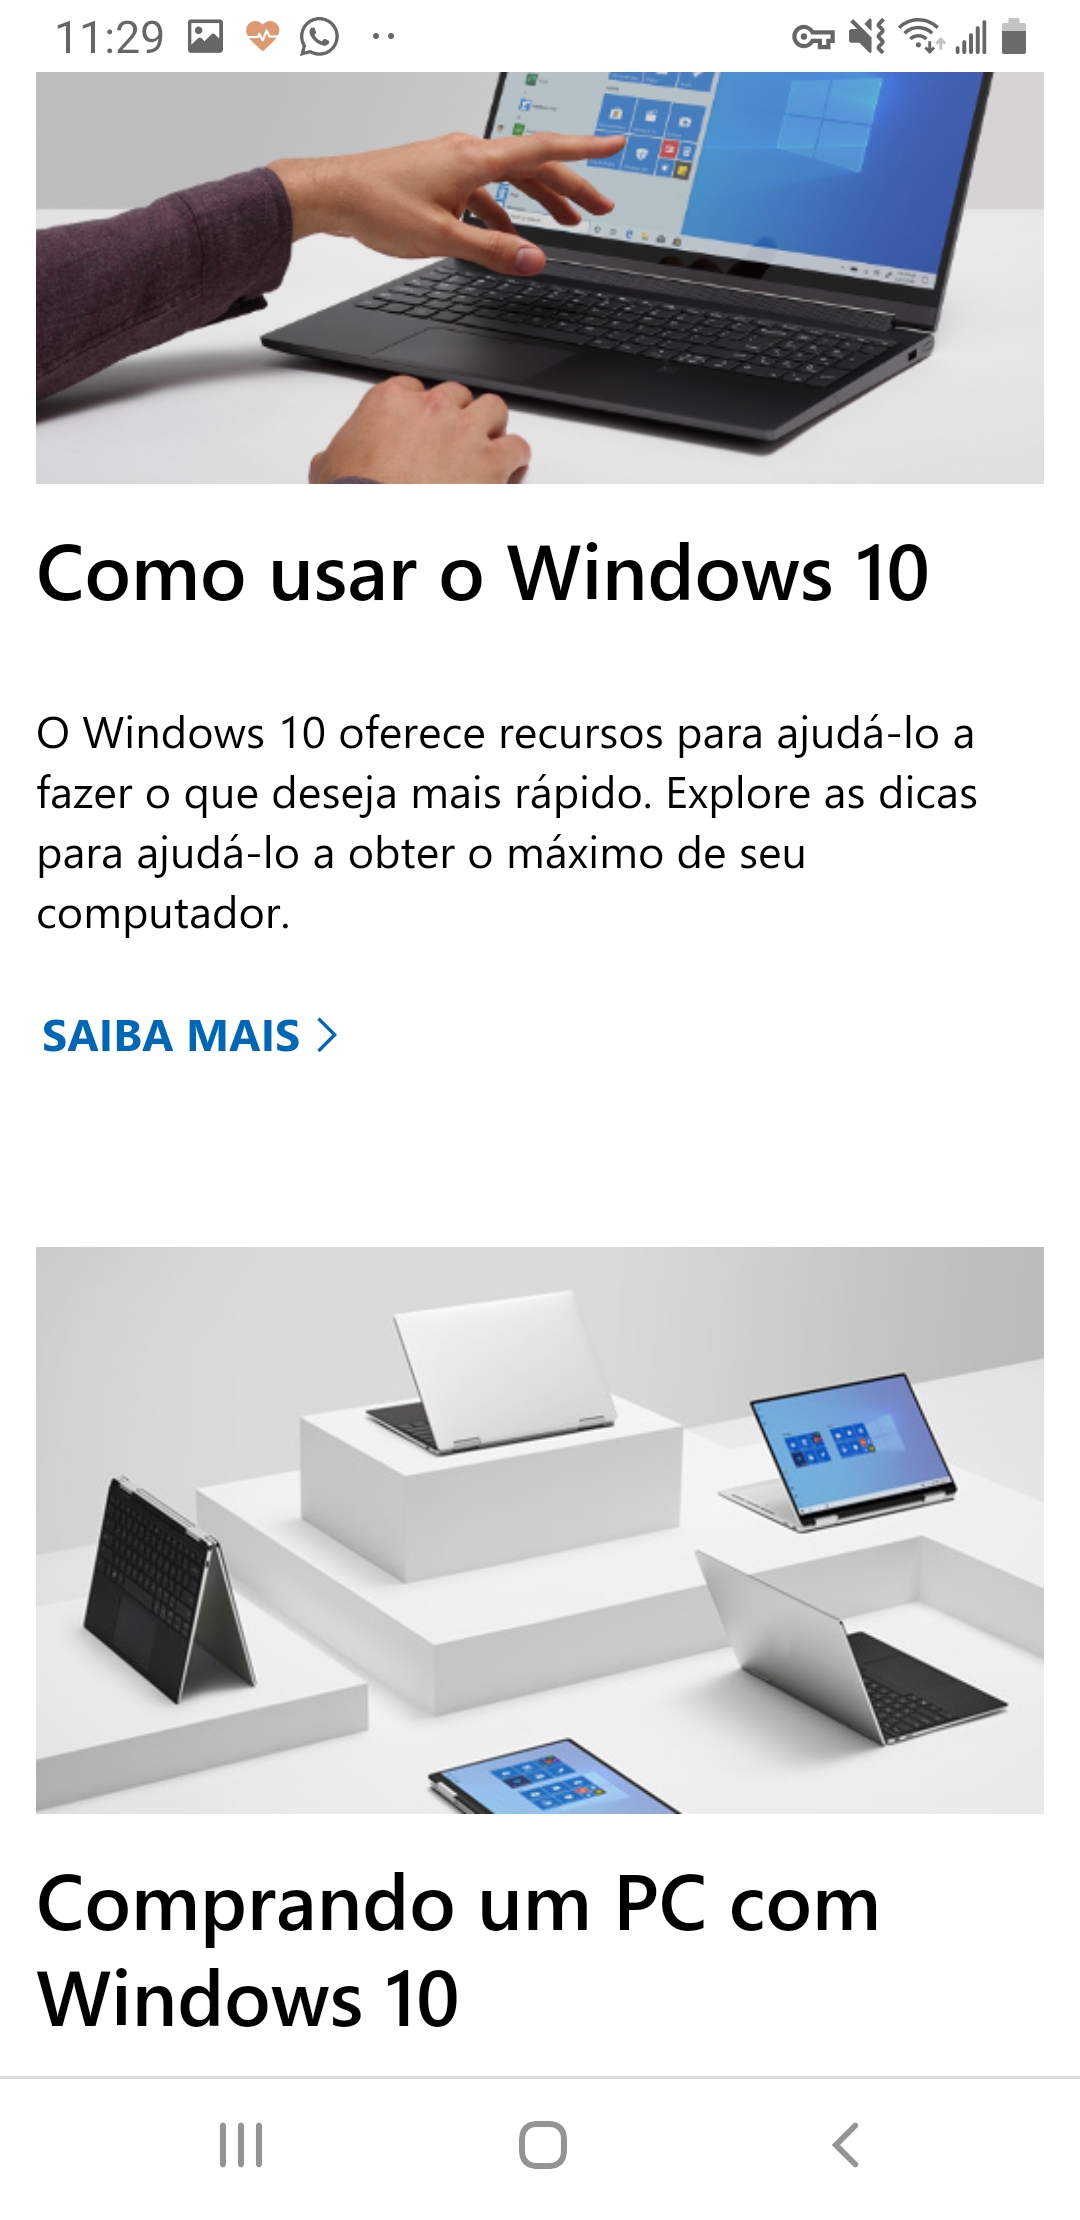 11:29
Como usar o Windows 10
O Windows 10 oferece recursos para ajudá-lo a
fazer o que deseja mais rápido. Explore as dicas
para ajudá-lo a obter o máximo de seu
computador.
SAIBA MAIS
Comprando um PC com
Windows 10